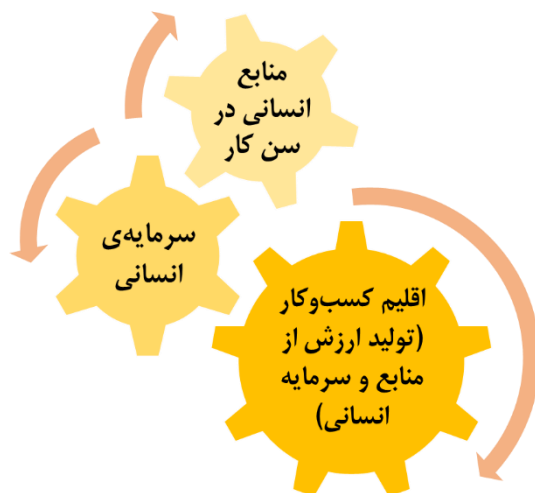 منابع
انسانی در
سن کار
سرمایه‌ی
انسانی
اقلیم کسب‌وکار
(تولید ارزش از
منابع و سرمایه
انسانی)